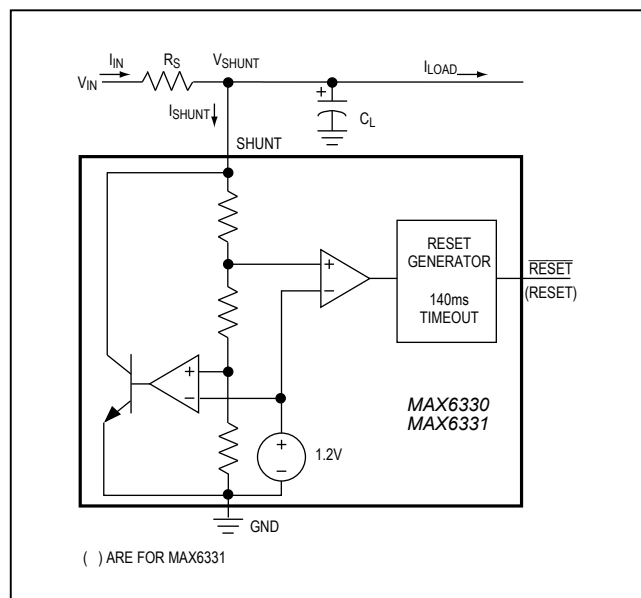 I_IN R_S V_SHUNT I_LOAD
V_IN
I_SHUNT + C_L
SHUNT
RESET
GENERATOR
140ms
TIMEOUT
+
−
R̅E̅S̅E̅T̅
(RESET)
+
−
MAX6330
MAX6331
+
−
1.2V
GND
( ) ARE FOR MAX6331